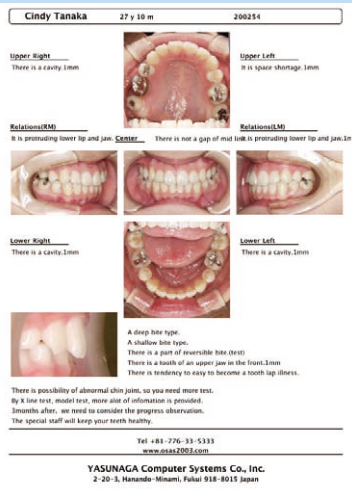 Cindy Tanaka 27 y 10 m 200254
Upper Right
There is a cavity.1mm
Upper Left
It is space shortage.1mm
Relations(RM)
It is protruding lower lip and jaw.
Center
There is not a gap of mid line.
Relations(LM)
It is protruding lower lip and jaw.1m
Lower Right
There is a cavity.1mm
Lower Left
There is a cavity.1mm
A deep bite type.
A shallow bite type.
There is a part of reversible bite.(test)
There is a tooth of an upper jaw in the front.1mm
There is tendency to easy to become a tooth lap illness.
There is possibility of abnormal chin joint, so you need more test.
By X line test, model test, more alot of infomation is provided.
3months after, we need to consider the progress observation.
The special staff will keep your teeth healthy.
Tel +81-776-33-5333
www.osas2003.com
YASUNAGA Computer Systems Co., Inc.
2-20-3, Hanando-Minami, Fukui 918-8015 Japan